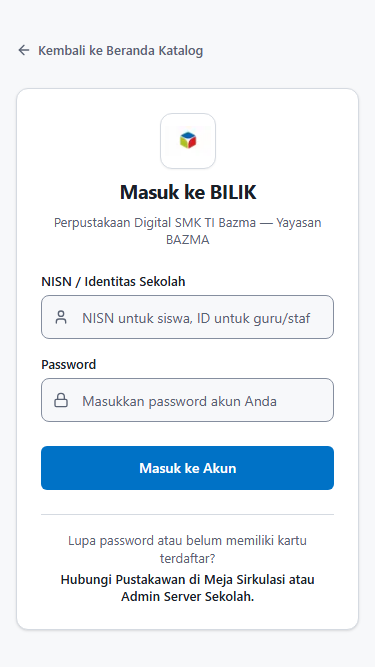 Kembali ke Beranda Katalog
Masuk ke BILIK
Perpustakaan Digital SMK TI Bazma — Yayasan
BAZMA
NISN / Identitas Sekolah
NISN untuk siswa, ID untuk guru/staf
Password
Masukkan password akun Anda
Masuk ke Akun
Lupa password atau belum memiliki kartu
terdaftar?
Hubungi Pustakawan di Meja Sirkulasi atau
Admin Server Sekolah.